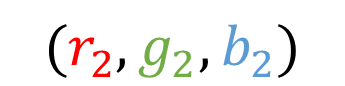 (r₂, g₂, b₂)